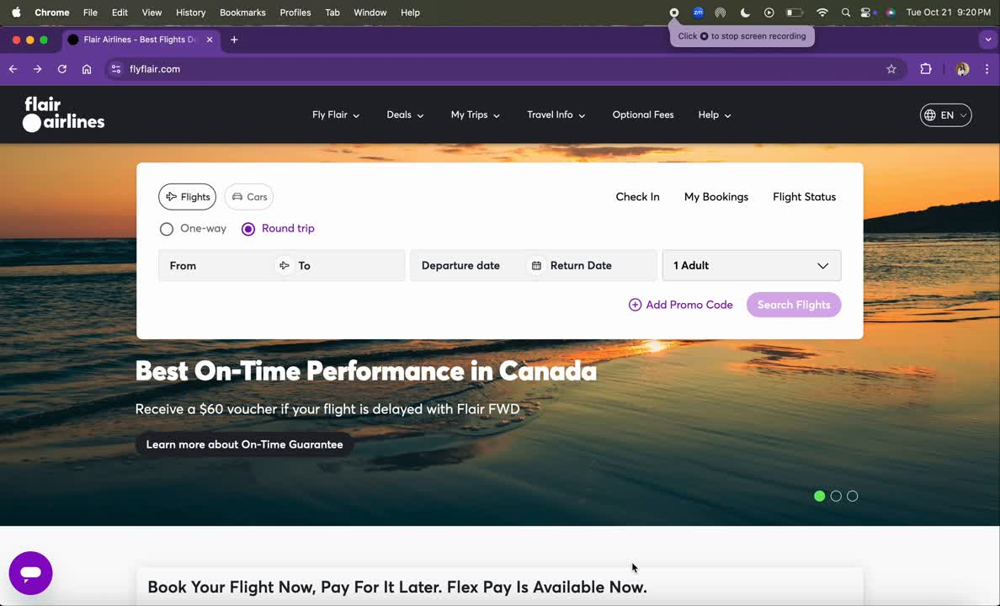 Chrome File Edit View History Bookmarks Profiles Tab Window Help zm Tue Oct 21 9:20 PM
Click to stop screen recording
Flair Airlines - Best Flights D
flyflair.com
flair
airlines
Fly Flair Deals My Trips Travel Info Optional Fees Help EN
Flights Cars Check In My Bookings Flight Status
One-way Round trip
From To Departure date Return Date 1 Adult
Add Promo Code Search Flights
Best On-Time Performance in Canada
Receive a $60 voucher if your flight is delayed with Flair FWD
Learn more about On-Time Guarantee
Book Your Flight Now, Pay For It Later. Flex Pay Is Available Now.